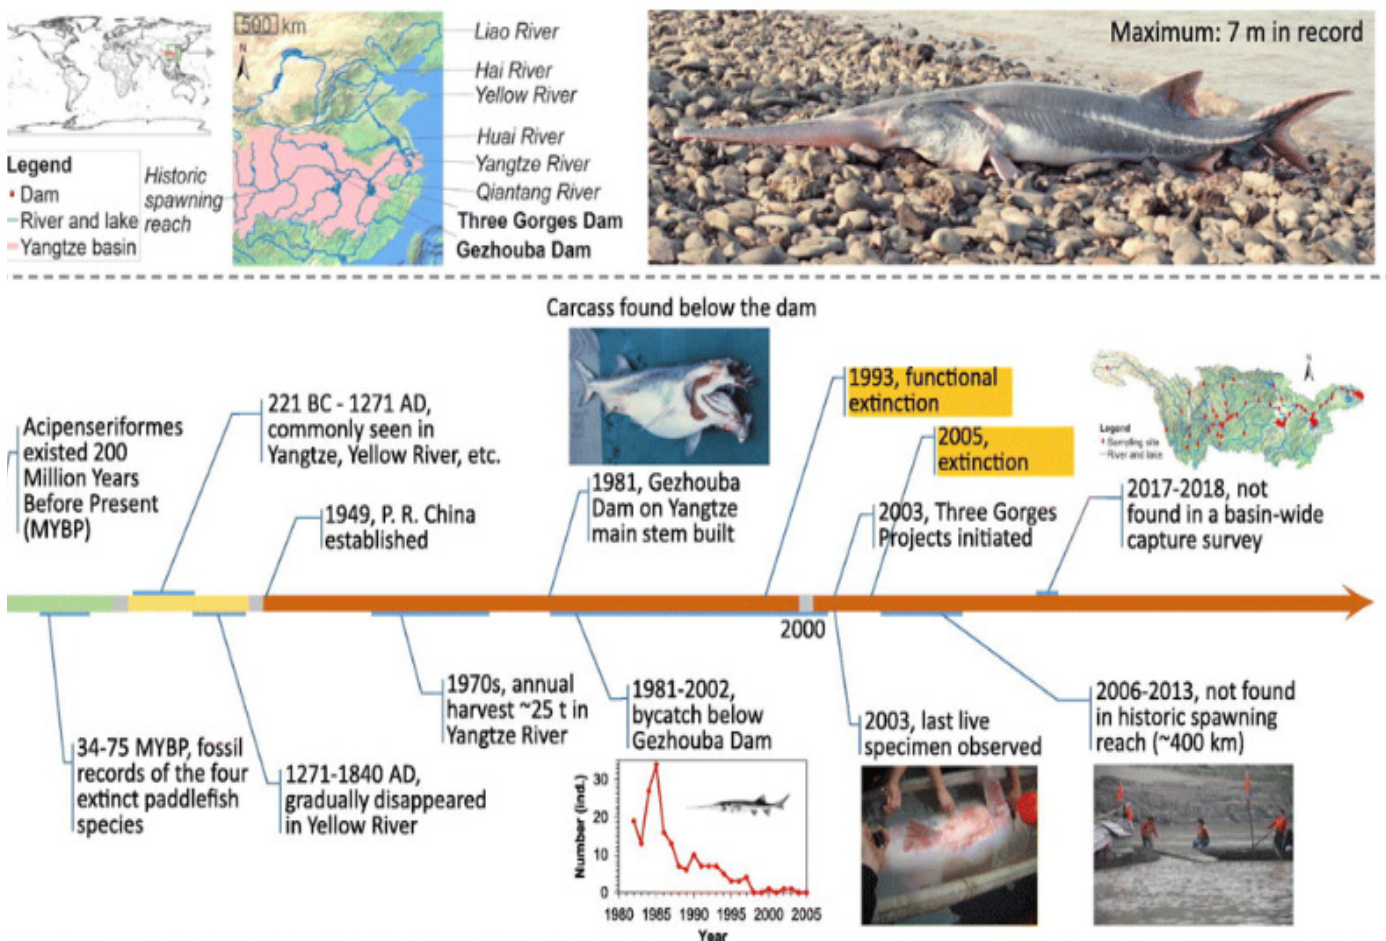 500 km
N
Liao River
Hai River
Yellow River
Huai River
Yangtze River
Qiantang River
Three Gorges Dam
Gezhouba Dam
Legend
Dam
River and lake
Yangtze basin
Historic
spawning
reach
Maximum: 7 m in record
Carcass found below the dam
Acipenseriformes
existed 200
Million Years
Before Present
(MYBP)
221 BC - 1271 AD,
commonly seen in
Yangtze, Yellow River, etc.
1949, P. R. China
established
1981, Gezhouba
Dam on Yangtze
main stem built
1993, functional
extinction
2005,
extinction
2003, Three Gorges
Projects initiated
N
Legend
Sampling site
River and lake
2017-2018, not
found in a basin-wide
capture survey
2000
34-75 MYBP, fossil
records of the four
extinct paddlefish
species
1271-1840 AD,
gradually disappeared
in Yellow River
1970s, annual
harvest ~25 t in
Yangtze River
1981-2002,
bycatch below
Gezhouba Dam
Number (ind.)
30
20
10
0
1980 1985 1990 1995 2000 2005
Year
2003, last live
specimen observed
2006-2013, not found
in historic spawning
reach (~400 km)